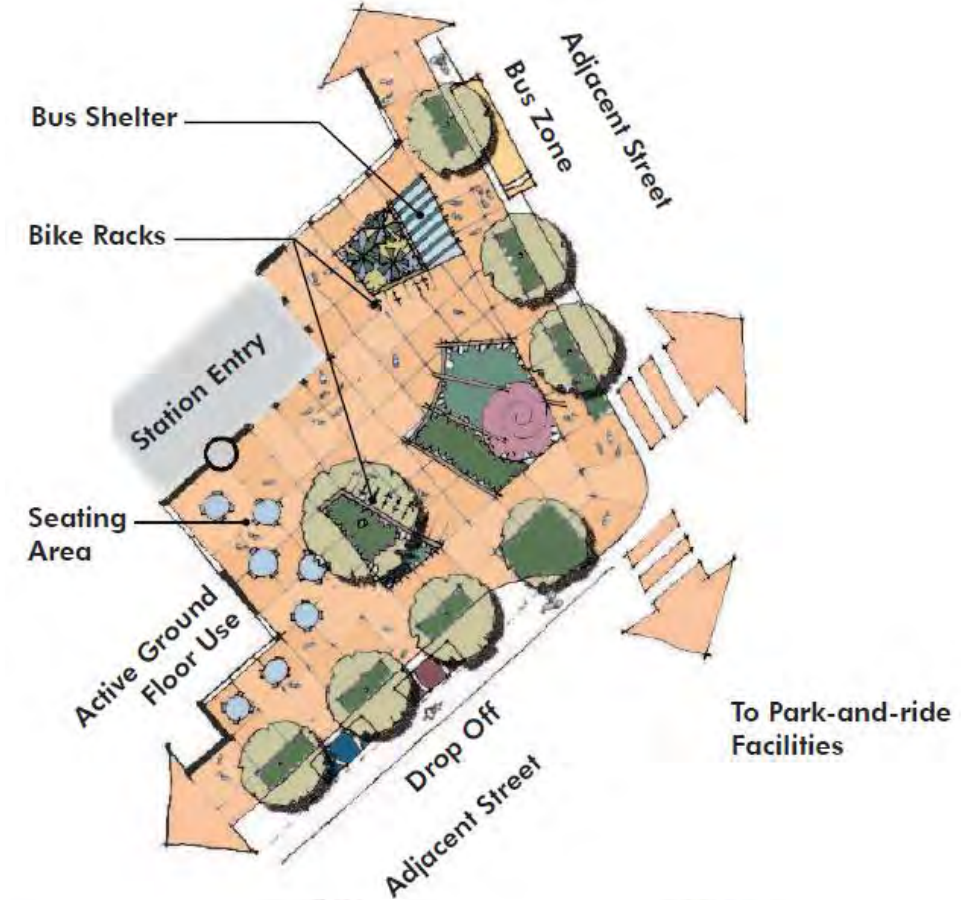 Adjacent Street
Bus Zone
Bus Shelter
Bike Racks
Station Entry
Seating
Area
Active Ground
Floor Use
Drop Off
Adjacent Street
To Park-and-ride
Facilities